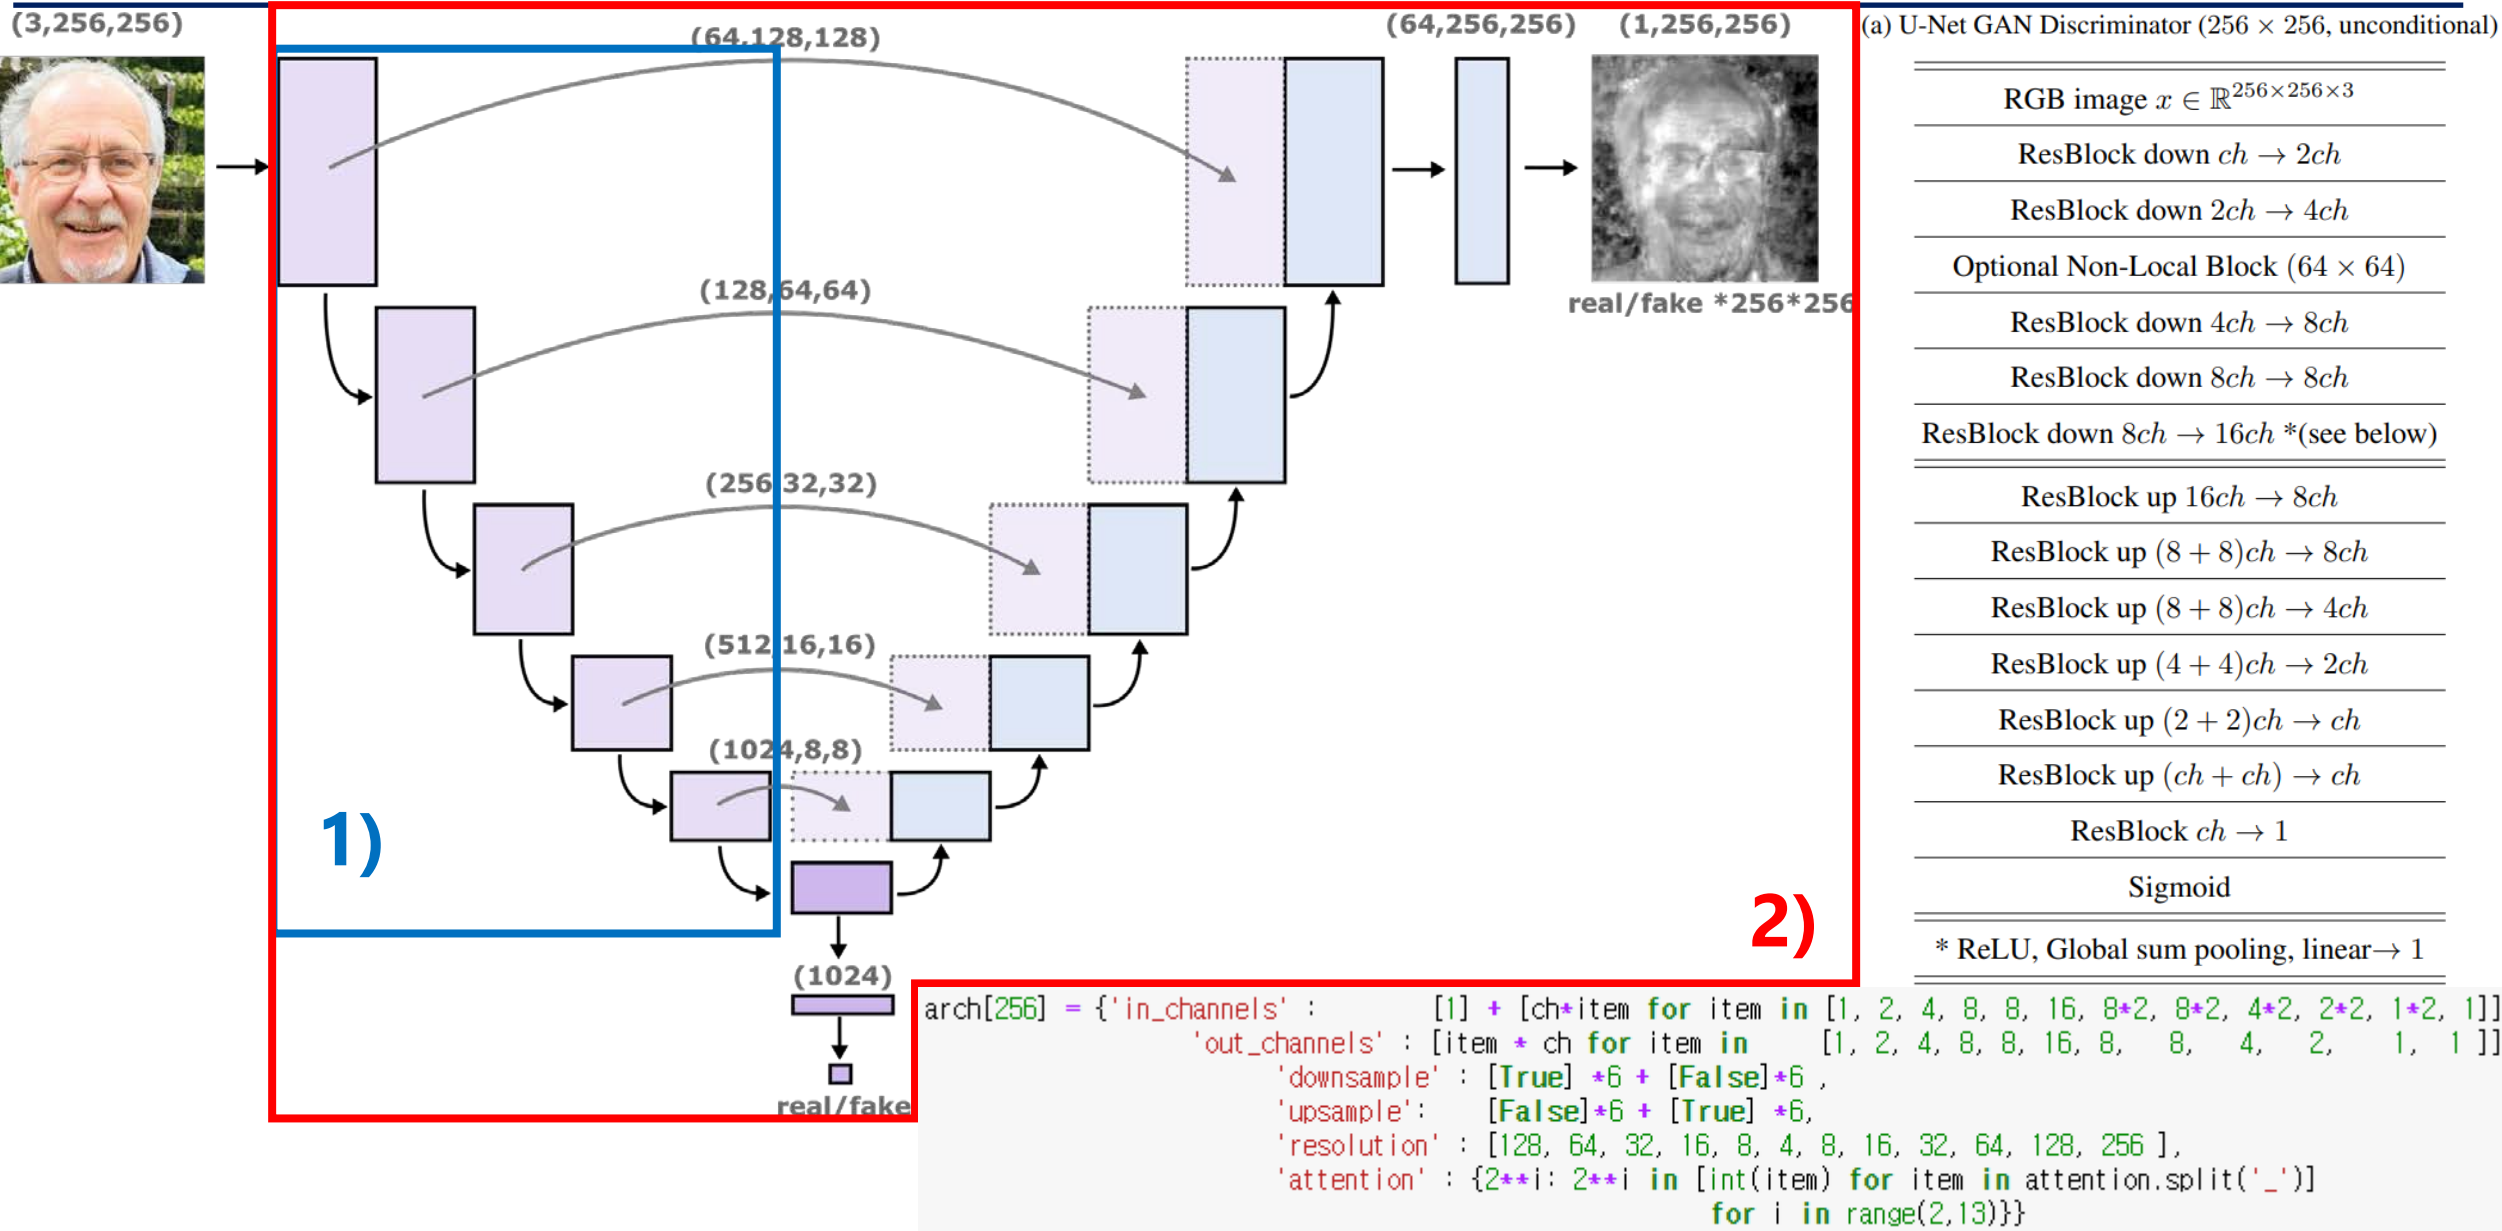 (3,256,256)
(64,128,128)
(64,256,256)
(1,256,256)
real/fake *256*256
(128,64,64)
(256,32,32)
(512,16,16)
(1024,8,8)
1)
2)
(1024)
real/fake
(a) U-Net GAN Discriminator (256 × 256, unconditional)
RGB image x ∈ ℝ^{256×256×3}
ResBlock down ch → 2ch
ResBlock down 2ch → 4ch
Optional Non-Local Block (64 × 64)
ResBlock down 4ch → 8ch
ResBlock down 8ch → 8ch
ResBlock down 8ch → 16ch *(see below)
ResBlock up 16ch → 8ch
ResBlock up (8 + 8)ch → 8ch
ResBlock up (8 + 8)ch → 4ch
ResBlock up (4 + 4)ch → 2ch
ResBlock up (2 + 2)ch → ch
ResBlock up (ch + ch) → ch
ResBlock ch → 1
Sigmoid
* ReLU, Global sum pooling, linear→ 1
arch[256] = {'in_channels' : [1] + [ch*item for item in [1, 2, 4, 8, 8, 16, 8*2, 8*2, 4*2, 2*2, 1*2, 1]]
'out_channels' : [item * ch for item in [1, 2, 4, 8, 8, 16, 8, 8, 4, 2, 1, 1 ]]
'downsample' : [True] *6 + [False]*6 ,
'upsample': [False]*6 + [True] *6,
'resolution' : [128, 64, 32, 16, 8, 4, 8, 16, 32, 64, 128, 256 ],
'attention' : {2**i: 2**i in [int(item) for item in attention.split('_')]
for i in range(2,13)}}